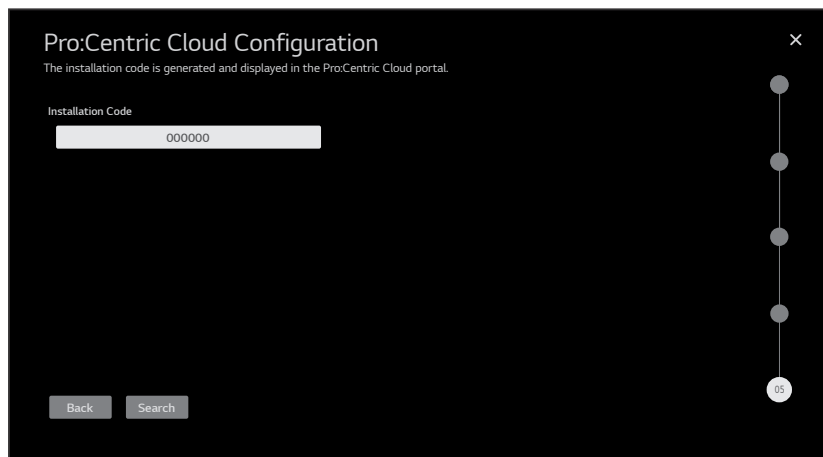 Pro:Centric Cloud Configuration
The installation code is generated and displayed in the Pro:Centric Cloud portal.
Installation Code
000000
05
Back Search